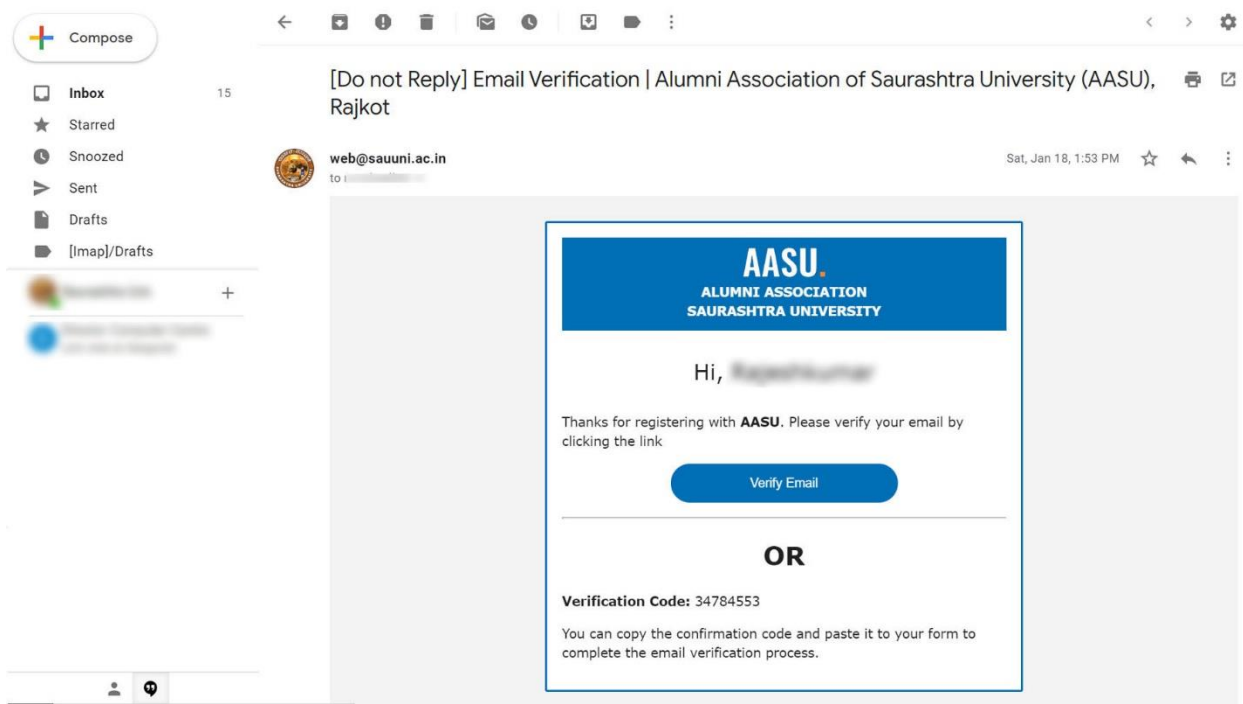 Compose
Inbox 15
Starred
Snoozed
Sent
Drafts
[Imap]/Drafts
[Do not Reply] Email Verification | Alumni Association of Saurashtra University (AASU),
Rajkot
web@sauuni.ac.in Sat, Jan 18, 1:53 PM
to
AASU.
ALUMNI ASSOCIATION
SAURASHTRA UNIVERSITY
Hi,
Thanks for registering with AASU. Please verify your email by
clicking the link
Verify Email
OR
Verification Code: 34784553
You can copy the confirmation code and paste it to your form to
complete the email verification process.